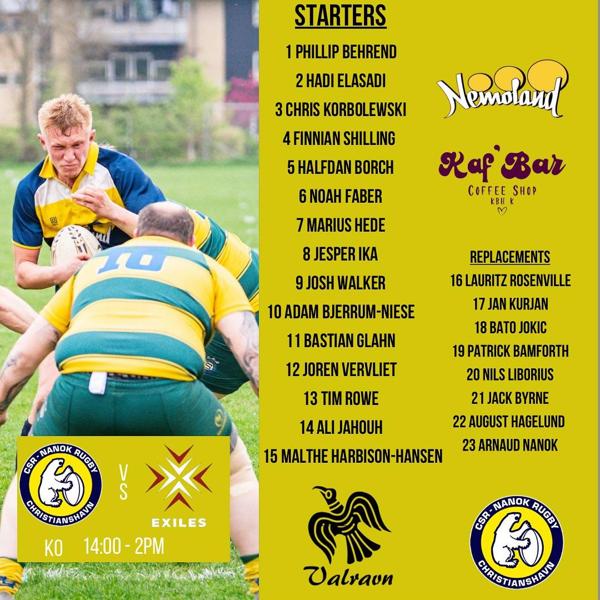 STARTERS
1 PHILLIP BEHREND
2 HADI ELASADI
3 CHRIS KORBOLEWSKI
4 FINNIAN SHILLING
5 HALFDAN BORCH
6 NOAH FABER
7 MARIUS HEDE
8 JESPER IKA
9 JOSH WALKER
10 ADAM BJERRUM-NIESE
11 BASTIAN GLAHN
12 JOREN VERVLIET
13 TIM ROWE
14 ALI JAHOUH
15 MALTHE HARBISON-HANSEN
Nemoland
Kaf'Bar
COFFEE SHOP
KBH K
REPLACEMENTS
16 LAURITZ ROSENVILLE
17 JAN KURJAN
18 BATO JOKIC
19 PATRICK BAMFORTH
20 NILS LIBORIUS
21 JACK BYRNE
22 AUGUST HAGELUND
23 ARNAUD NANOK
10
CSR-NANOK RUGBY
CHRISTIANSHAVN
V
S
EXILES
KO 14:00 - 2PM
Valravn
CSR-NANOK RUGBY
CHRISTIANSHAVN